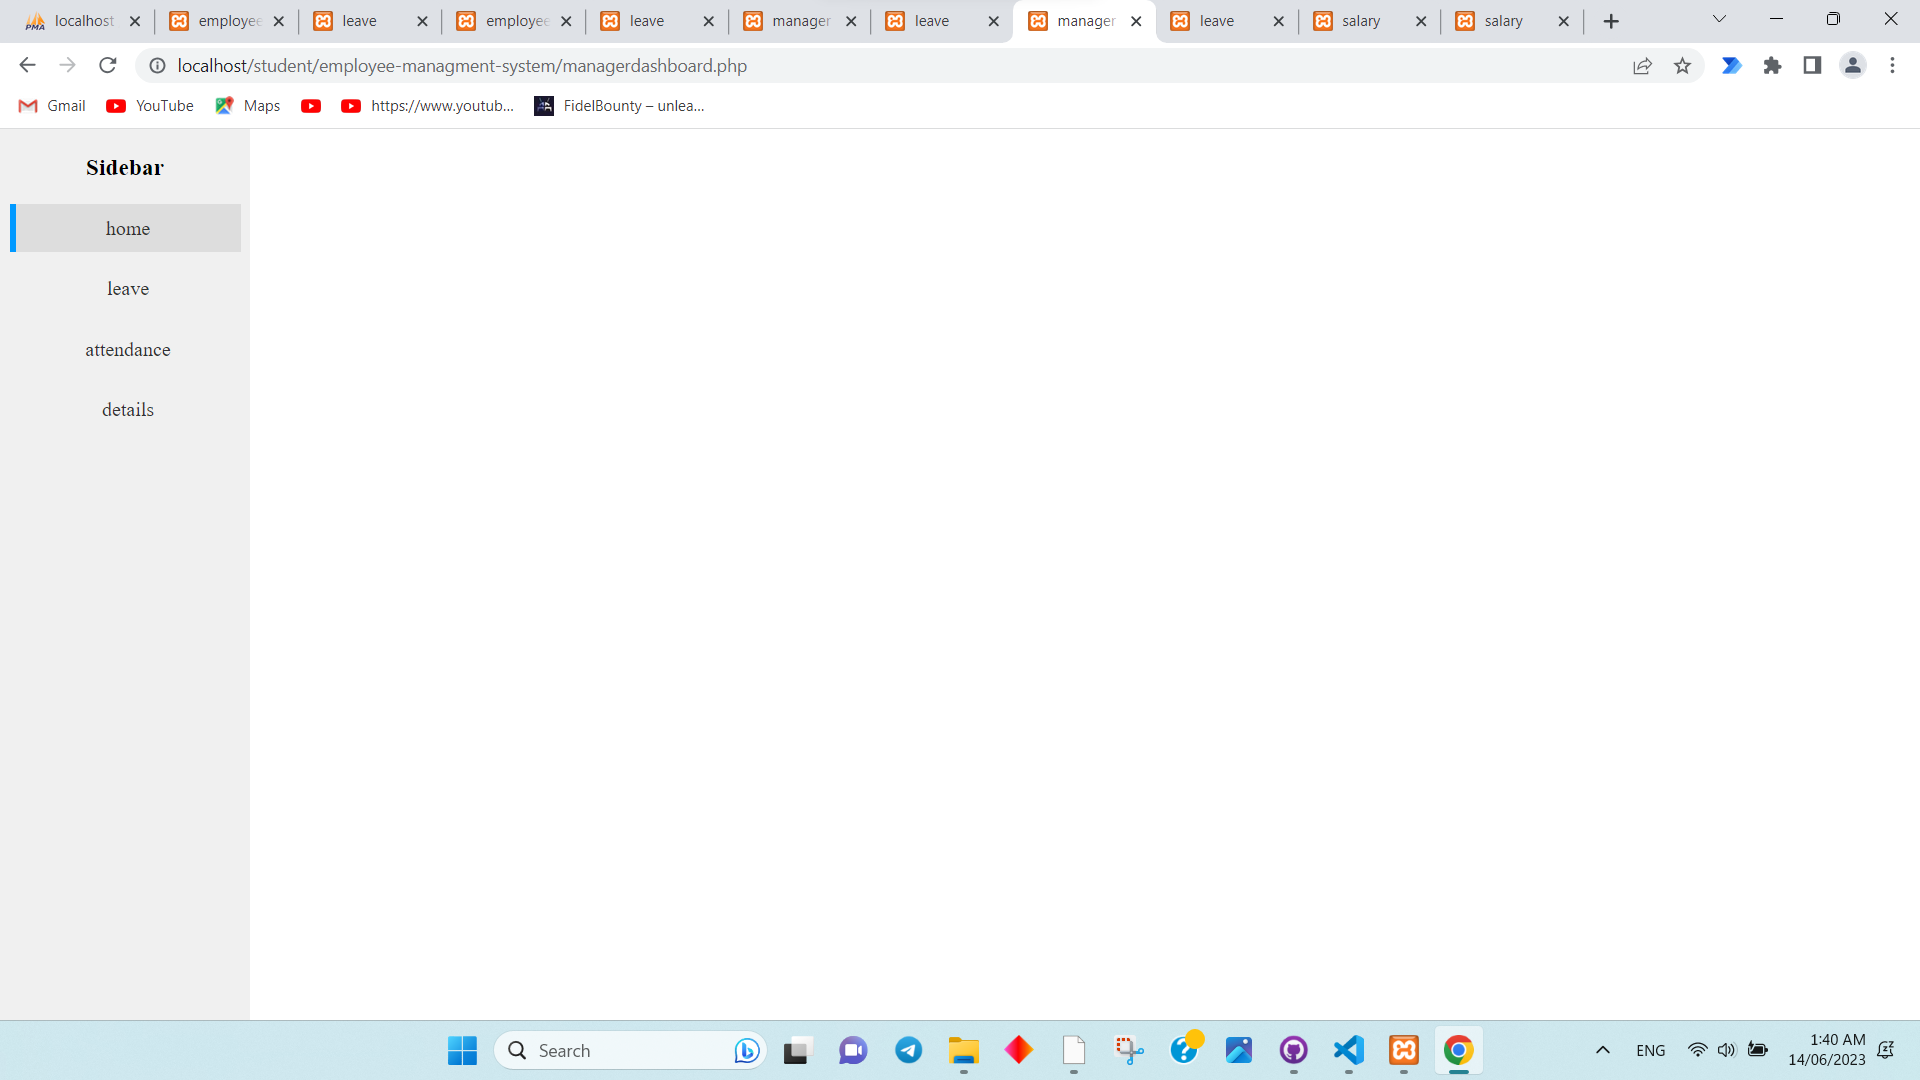 localhost employee leave employee leave manager leave manager leave salary salary
localhost/student/employee-managment-system/managerdashboard.php
Gmail YouTube Maps https://www.youtub... FidelBounty – unlea...
Sidebar
home
leave
attendance
details
Search
ENG
1:40 AM
14/06/2023